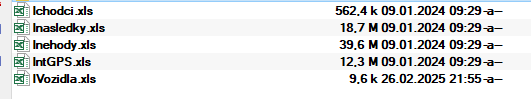 Ichodci.xls 562,4 k 09.01.2024 09:29 -a--
Inasledky.xls 18,7 M 09.01.2024 09:29 -a--
Inehody.xls 39,6 M 09.01.2024 09:29 -a--
IntGPS.xls 12,3 M 09.01.2024 09:29 -a--
IVozidla.xls 9,6 k 26.02.2025 21:55 -a--